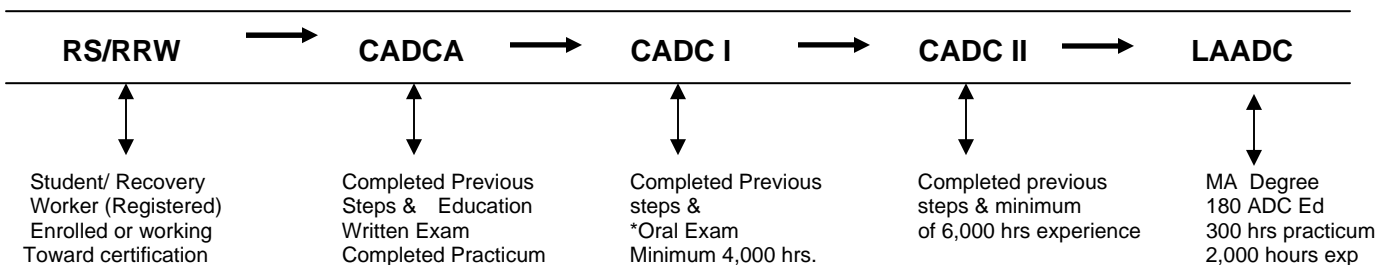 RS/RRW CADCA CADC I CADC II LAADC
Student/ Recovery
Worker (Registered)
Enrolled or working
Toward certification
Completed Previous
Steps & Education
Written Exam
Completed Practicum
Completed Previous
steps &
*Oral Exam
Minimum 4,000 hrs.
Completed previous
steps & minimum
of 6,000 hrs experience
MA Degree
180 ADC Ed
300 hrs practicum
2,000 hours exp